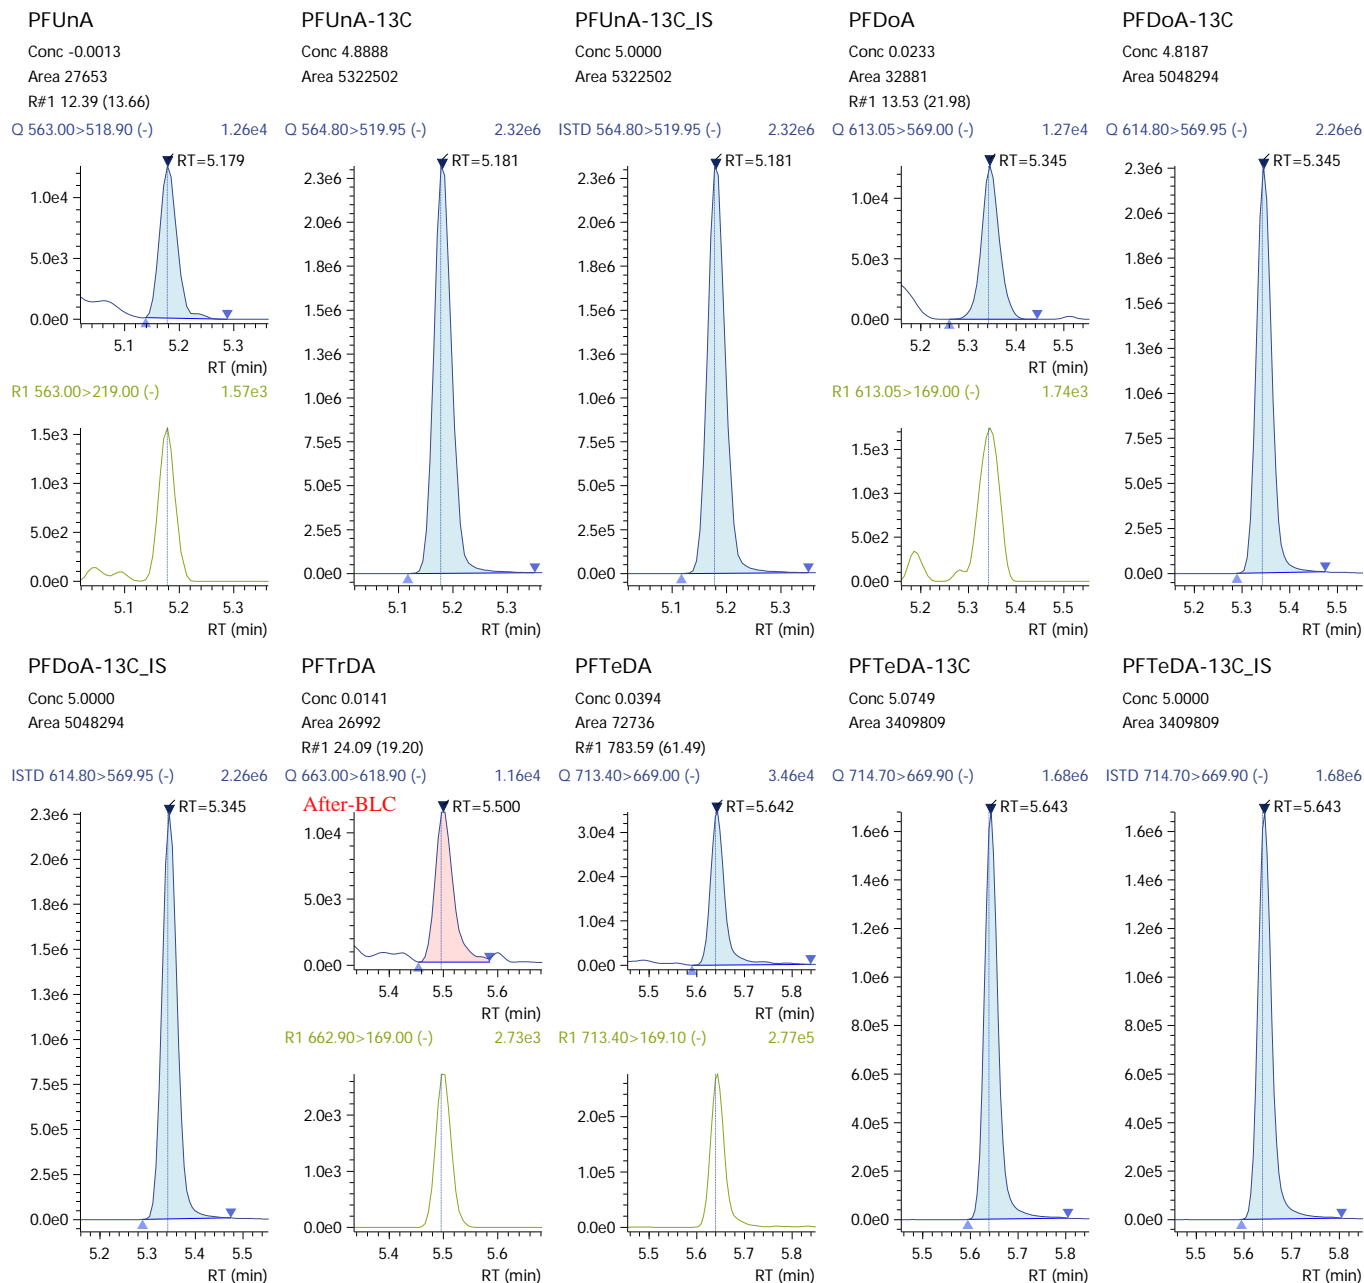 PFUnA
Conc -0.0013
Area 27653
R#1 12.39 (13.66)
Q 563.00>518.90 (-) 1.26e4
RT=5.179
1.0e4
5.0e3
0.0e0
5.1 5.2 5.3
RT (min)
R1 563.00>219.00 (-) 1.57e3
1.5e3
1.0e3
5.0e2
0.0e0
5.1 5.2 5.3
RT (min)
PFUnA-13C
Conc 4.8888
Area 5322502
Q 564.80>519.95 (-) 2.32e6
RT=5.181
2.3e6
2.0e6
1.8e6
1.5e6
1.3e6
1.0e6
7.5e5
5.0e5
2.5e5
0.0e0
5.1 5.2 5.3
RT (min)
PFUnA-13C_IS
Conc 5.0000
Area 5322502
ISTD 564.80>519.95 (-) 2.32e6
RT=5.181
2.3e6
2.0e6
1.8e6
1.5e6
1.3e6
1.0e6
7.5e5
5.0e5
2.5e5
0.0e0
5.1 5.2 5.3
RT (min)
PFDoA
Conc 0.0233
Area 32881
R#1 13.53 (21.98)
Q 613.05>569.00 (-) 1.27e4
RT=5.345
1.0e4
5.0e3
0.0e0
5.2 5.3 5.4 5.5
RT (min)
R1 613.05>169.00 (-) 1.74e3
1.5e3
1.0e3
5.0e2
0.0e0
5.2 5.3 5.4 5.5
RT (min)
PFDoA-13C
Conc 4.8187
Area 5048294
Q 614.80>569.95 (-) 2.26e6
RT=5.345
2.3e6
2.0e6
1.8e6
1.5e6
1.3e6
1.0e6
7.5e5
5.0e5
2.5e5
0.0e0
5.2 5.3 5.4 5.5
RT (min)
PFDoA-13C_IS
Conc 5.0000
Area 5048294
ISTD 614.80>569.95 (-) 2.26e6
RT=5.345
2.3e6
2.0e6
1.8e6
1.5e6
1.3e6
1.0e6
7.5e5
5.0e5
2.5e5
0.0e0
5.2 5.3 5.4 5.5
RT (min)
PFTrDA
Conc 0.0141
Area 26992
R#1 24.09 (19.20)
Q 663.00>618.90 (-) 1.16e4
After-BLC
RT=5.500
1.0e4
5.0e3
0.0e0
5.4 5.5 5.6
RT (min)
R1 662.90>169.00 (-) 2.73e3
2.0e3
1.0e3
0.0e0
5.4 5.5 5.6
RT (min)
PFTeDA
Conc 0.0394
Area 72736
R#1 783.59 (61.49)
Q 713.40>669.00 (-) 3.46e4
RT=5.642
3.0e4
2.0e4
1.0e4
0.0e0
5.5 5.6 5.7 5.8
RT (min)
R1 713.40>169.10 (-) 2.77e5
2.0e5
1.0e5
0.0e0
5.5 5.6 5.7 5.8
RT (min)
PFTeDA-13C
Conc 5.0749
Area 3409809
Q 714.70>669.90 (-) 1.68e6
RT=5.643
1.6e6
1.4e6
1.2e6
1.0e6
8.0e5
6.0e5
4.0e5
2.0e5
0.0e0
5.5 5.6 5.7 5.8
RT (min)
PFTeDA-13C_IS
Conc 5.0000
Area 3409809
ISTD 714.70>669.90 (-) 1.68e6
RT=5.643
1.6e6
1.4e6
1.2e6
1.0e6
8.0e5
6.0e5
4.0e5
2.0e5
0.0e0
5.5 5.6 5.7 5.8
RT (min)